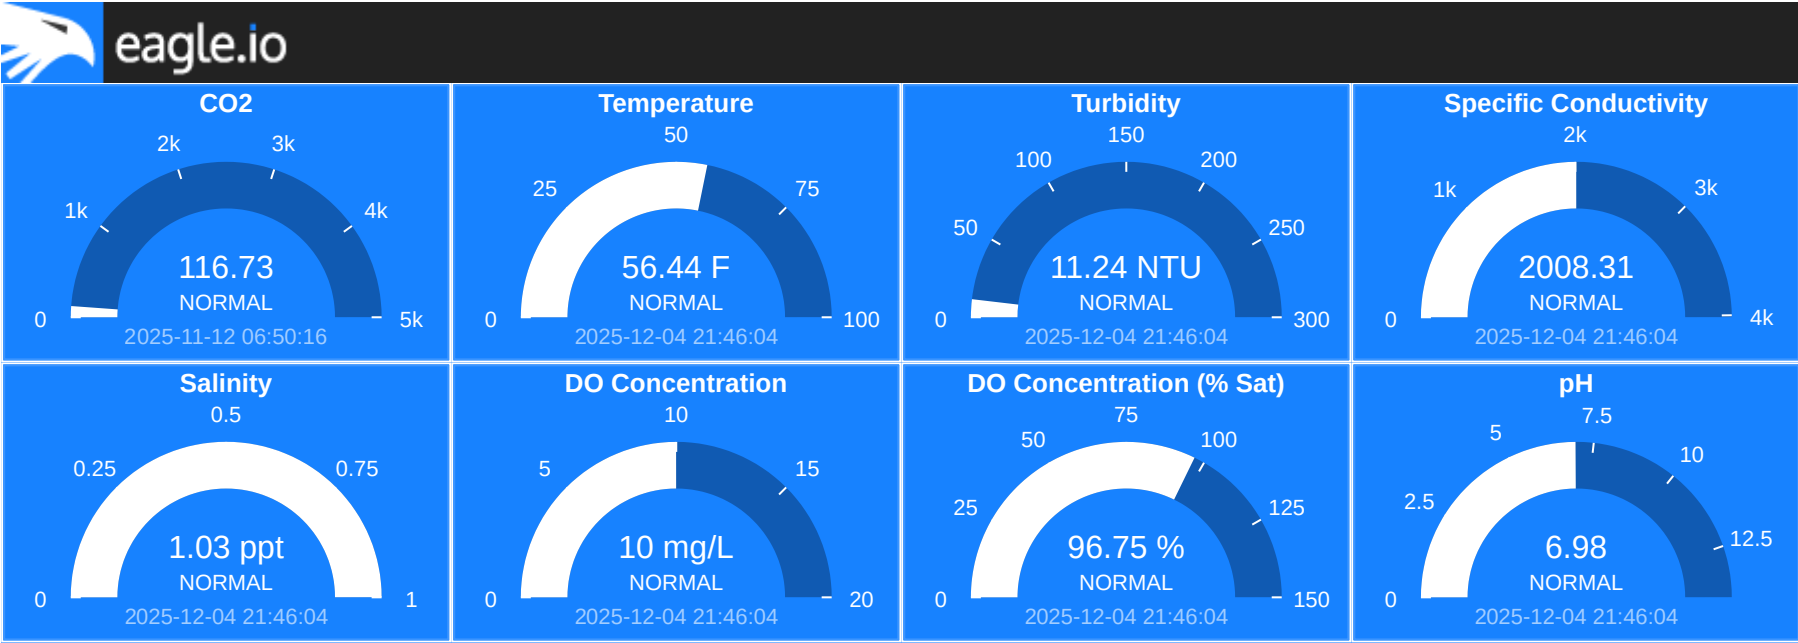 eagle.io
CO2
2k
3k
1k
4k
116.73
NORMAL
0
5k
2025-11-12 06:50:16
Temperature
50
25
75
56.44 F
NORMAL
0
100
2025-12-04 21:46:04
Turbidity
150
100
200
50
250
11.24 NTU
NORMAL
0
300
2025-12-04 21:46:04
Specific Conductivity
2k
1k
3k
2008.31
NORMAL
0
4k
2025-12-04 21:46:04
Salinity
0.5
0.25
0.75
1.03 ppt
NORMAL
0
1
2025-12-04 21:46:04
DO Concentration
10
5
15
10 mg/L
NORMAL
0
20
2025-12-04 21:46:04
DO Concentration (% Sat)
75
50
100
25
125
96.75 %
NORMAL
0
150
2025-12-04 21:46:04
pH
7.5
5
10
2.5
12.5
6.98
NORMAL
0
2025-12-04 21:46:04